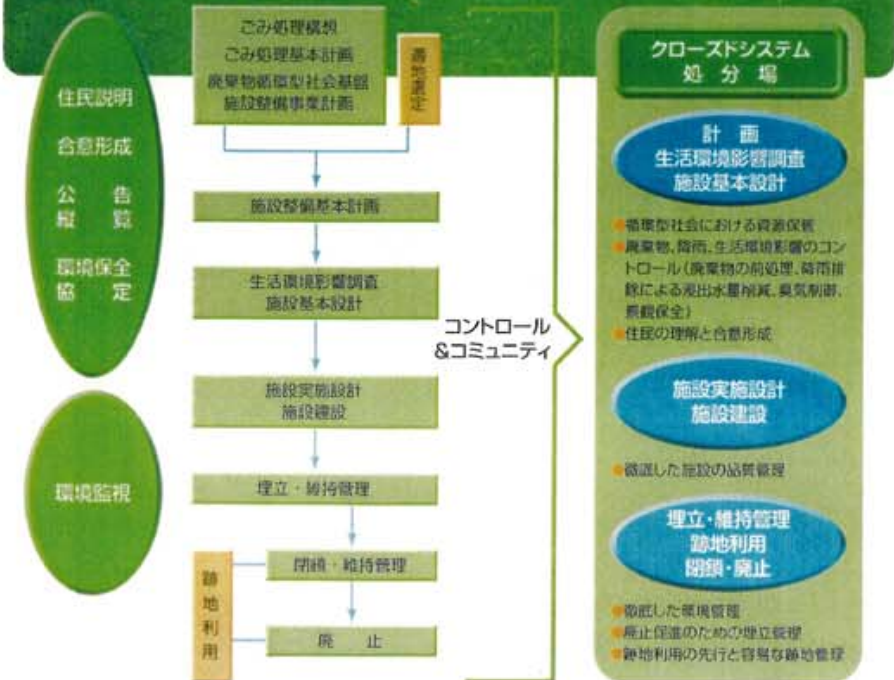 住民説明
合意形成
公告
縦覧
環境保全
協定
環境監視
ごみ処理構想
ごみ処理基本計画
廃棄物循環型社会基盤
施設整備事業計画
適地選定
施設整備基本計画
生活環境影響調査
施設基本設計
施設実施設計
施設建設
埋立・維持管理
閉鎖・維持管理
廃止
跡地利用
コントロール
&コミュニティ
クローズドシステム
処分場
計画
生活環境影響調査
施設基本設計
●循環型社会における資源保管
●廃棄物、降雨、生活環境影響のコン
トロール(廃棄物の前処理、降雨排
除による浸出水量削減、臭気制御、
景観保全)
●住民の理解と合意形成
施設実施設計
施設建設
●徹底した施設の品質管理
埋立・維持管理
跡地利用
閉鎖・廃止
●徹底した環境管理
●廃止促進のための埋立管理
●跡地利用の先行と容易な跡地管理